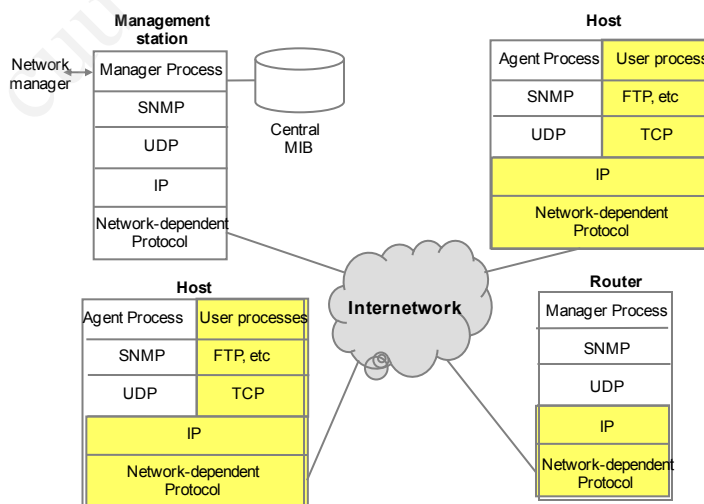 Management
station
Network
manager
Manager Process
SNMP
UDP
IP
Network-dependent
Protocol
Central
MIB
Host
Agent Process
User process
SNMP
FTP, etc
UDP
TCP
IP
Network-dependent
Protocol
Internetwork
Host
Agent Process
User processes
SNMP
FTP, etc
UDP
TCP
IP
Network-dependent
Protocol
Router
Manager Process
SNMP
UDP
IP
Network-dependent
Protocol